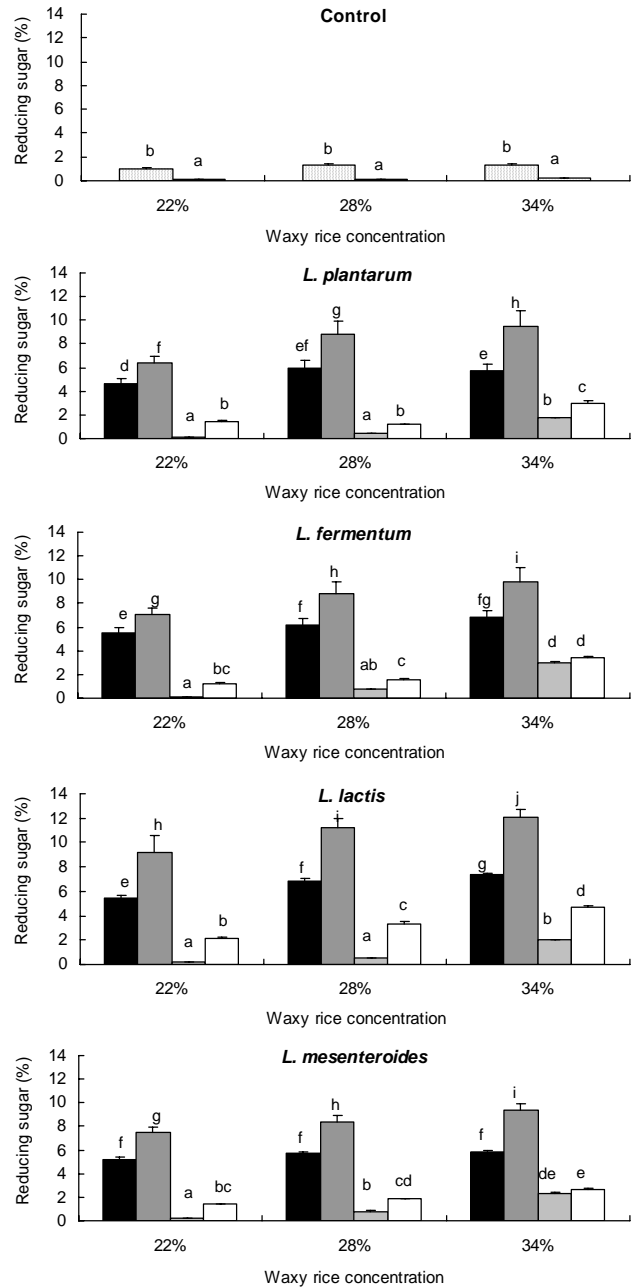 Control
Reducing sugar (%)
14
12
10
8
6
4
2
0
b a b a b a
22% 28% 34%
Waxy rice concentration
L. plantarum
Reducing sugar (%)
14
12
10
8
6
4
2
0
d f a b ef g a b e h b c
22% 28% 34%
Waxy rice concentration
L. fermentum
Reducing sugar (%)
14
12
10
8
6
4
2
0
e g a bc f h ab c fg i d d
22% 28% 34%
Waxy rice concentration
L. lactis
Reducing sugar (%)
14
12
10
8
6
4
2
0
e h a b f i a c g j b d
22% 28% 34%
Waxy rice concentration
L. mesenteroides
Reducing sugar (%)
14
12
10
8
6
4
2
0
f g a bc f h b cd f i de e
22% 28% 34%
Waxy rice concentration